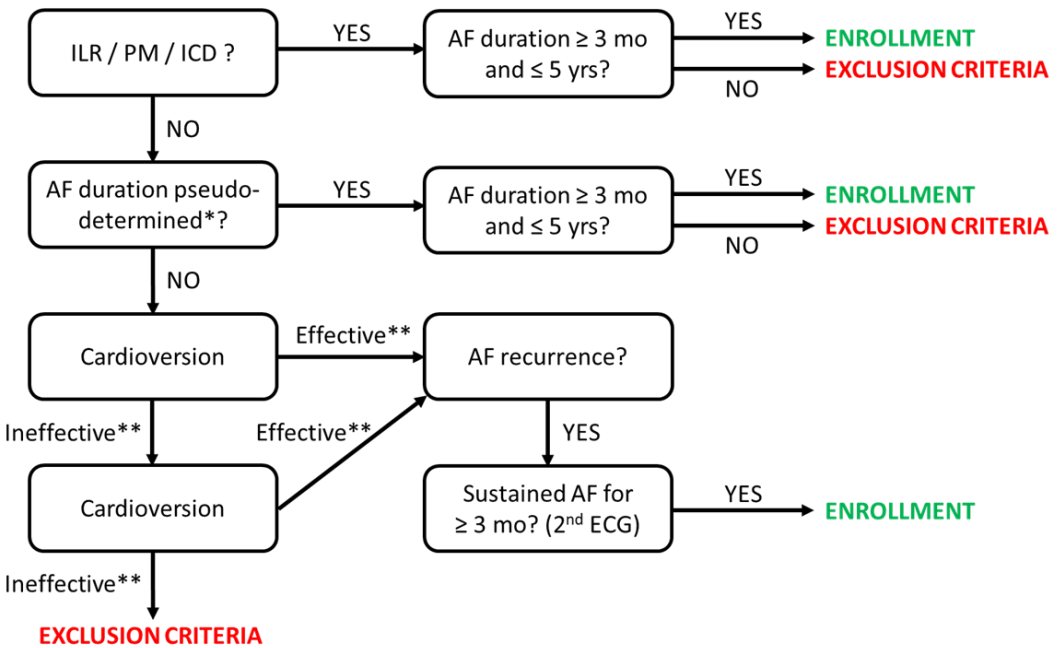 ILR / PM / ICD ?
YES
AF duration ≥ 3 mo
and ≤ 5 yrs?
YES
ENROLLMENT
EXCLUSION CRITERIA
NO
NO
AF duration pseudo-
determined*?
YES
AF duration ≥ 3 mo
and ≤ 5 yrs?
YES
ENROLLMENT
EXCLUSION CRITERIA
NO
NO
Cardioversion
Effective**
AF recurrence?
Ineffective**
Effective**
YES
Cardioversion
Sustained AF for
≥ 3 mo? (2nd ECG)
YES
ENROLLMENT
Ineffective**
EXCLUSION CRITERIA